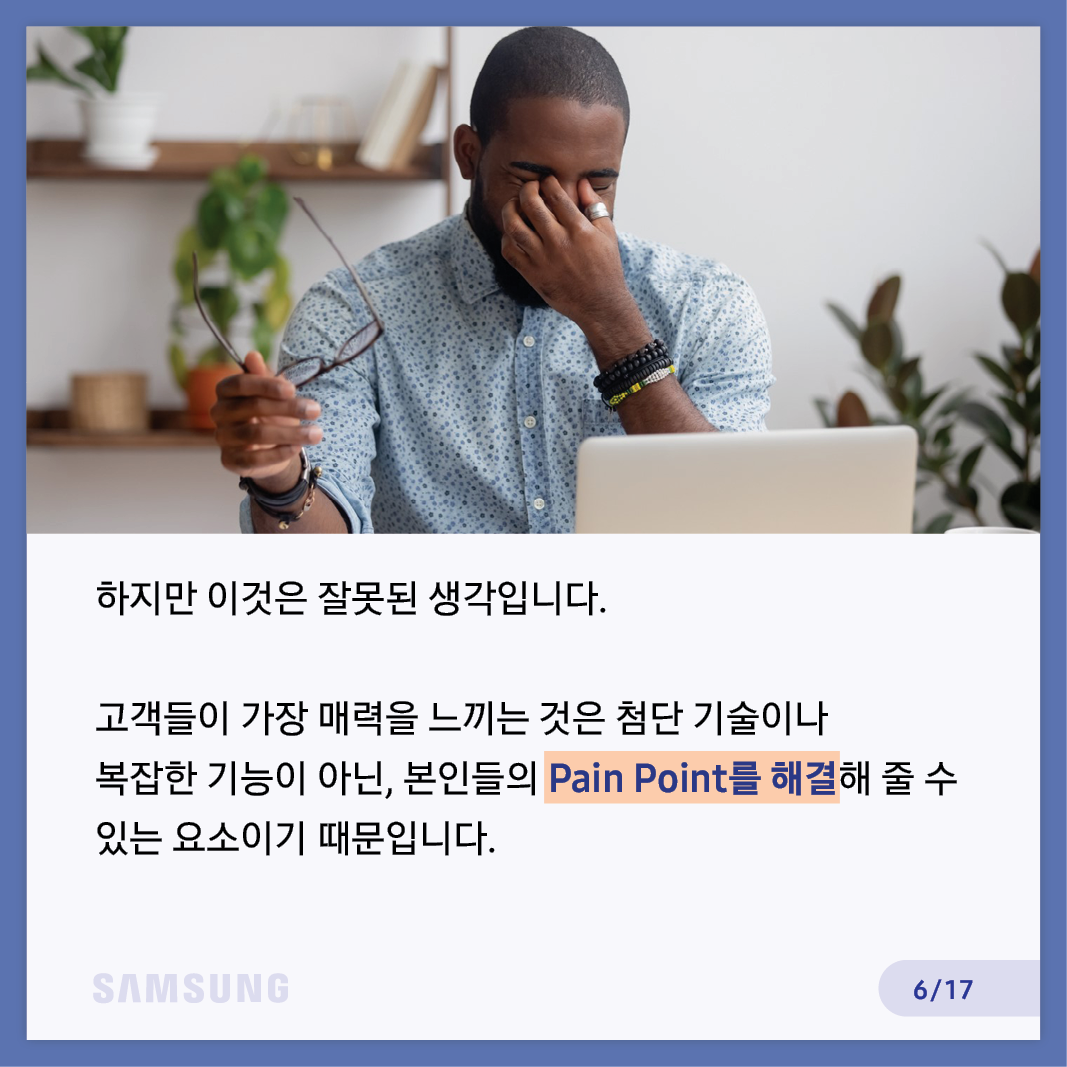 하지만 이것은 잘못된 생각입니다.
고객들이 가장 매력을 느끼는 것은 첨단 기술이나
복잡한 기능이 아닌, 본인들의 Pain Point를 해결해 줄 수
있는 요소이기 때문입니다.
SAMSUNG
6/17